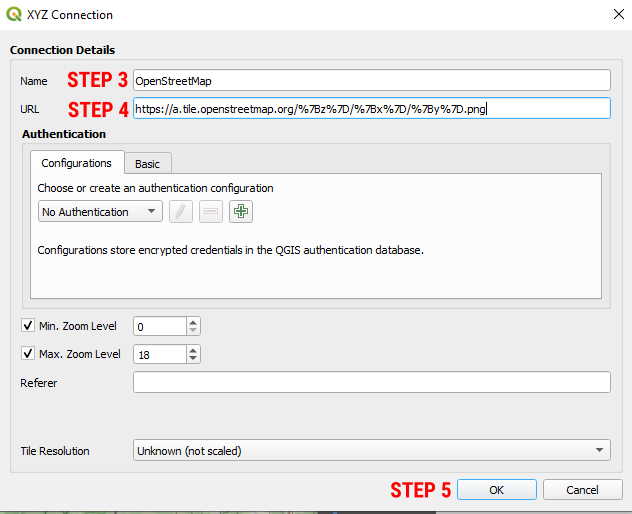 XYZ Connection
Connection Details
Name STEP 3 OpenStreetMap
URL STEP 4 https://a.tile.openstreetmap.org/%7Bz%7D/%7Bx%7D/%7By%7D.png
Authentication
Configurations Basic
Choose or create an authentication configuration
No Authentication
Configurations store encrypted credentials in the QGIS authentication database.
Min. Zoom Level 0
Max. Zoom Level 18
Referer
Tile Resolution Unknown (not scaled)
STEP 5 OK Cancel